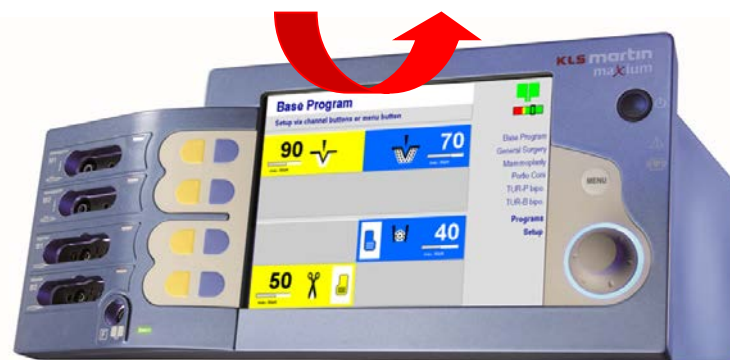 KLS martin
maxium
Base Program
Setup via channel buttons or menu button
90
70
40
50
Base Program
General Surgery
Mammoplasty
Portio Coni
TUR-P bipo.
TUR-B bipo.
Programs
Setup
MENU